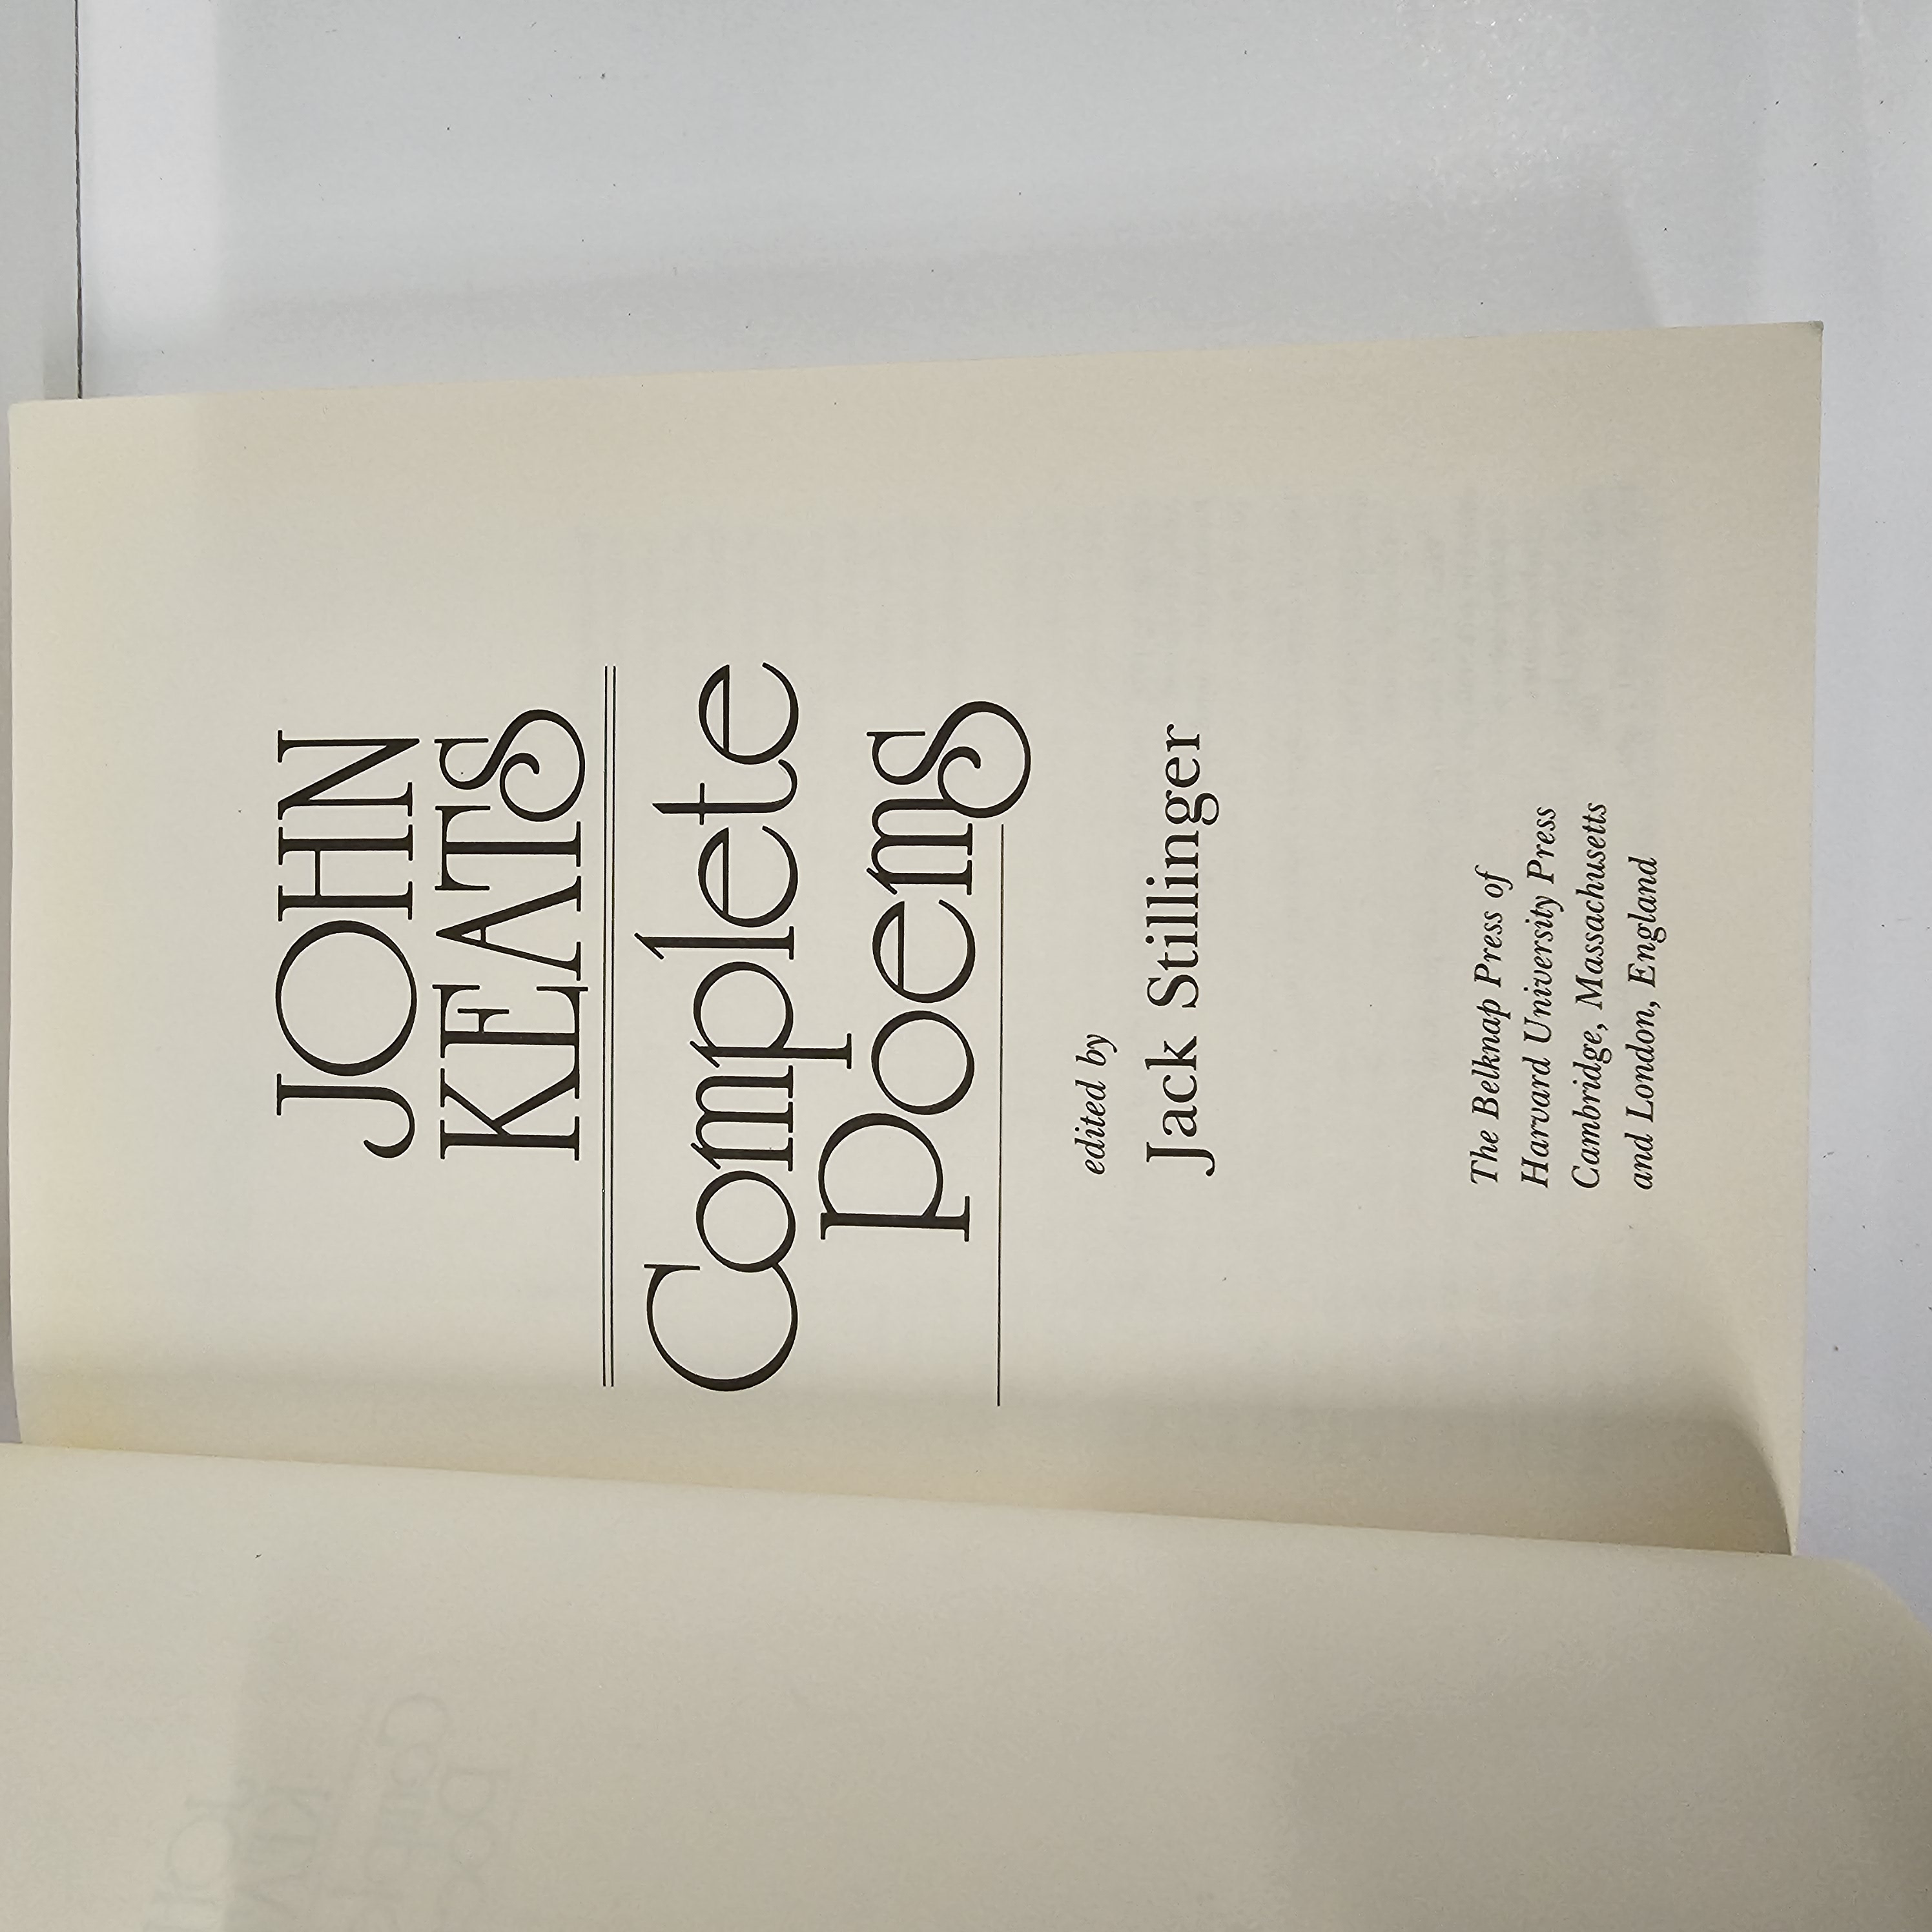 JOHN
KEATS
Complete
Poems
edited by
Jack Stillinger
The Belknap Press of
Harvard University Press
Cambridge, Massachusetts
and London, England